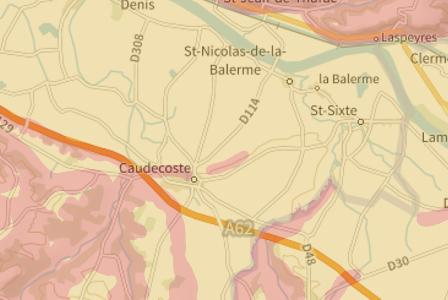 Denis
St-Jean-de-Thurac
Laspeyres
D308
St-Nicolas-de-la-
Balerme
Clerm
la Balerme
D114
St-Sixte
129
Lam
Caudecoste
A62
D48
D30
D